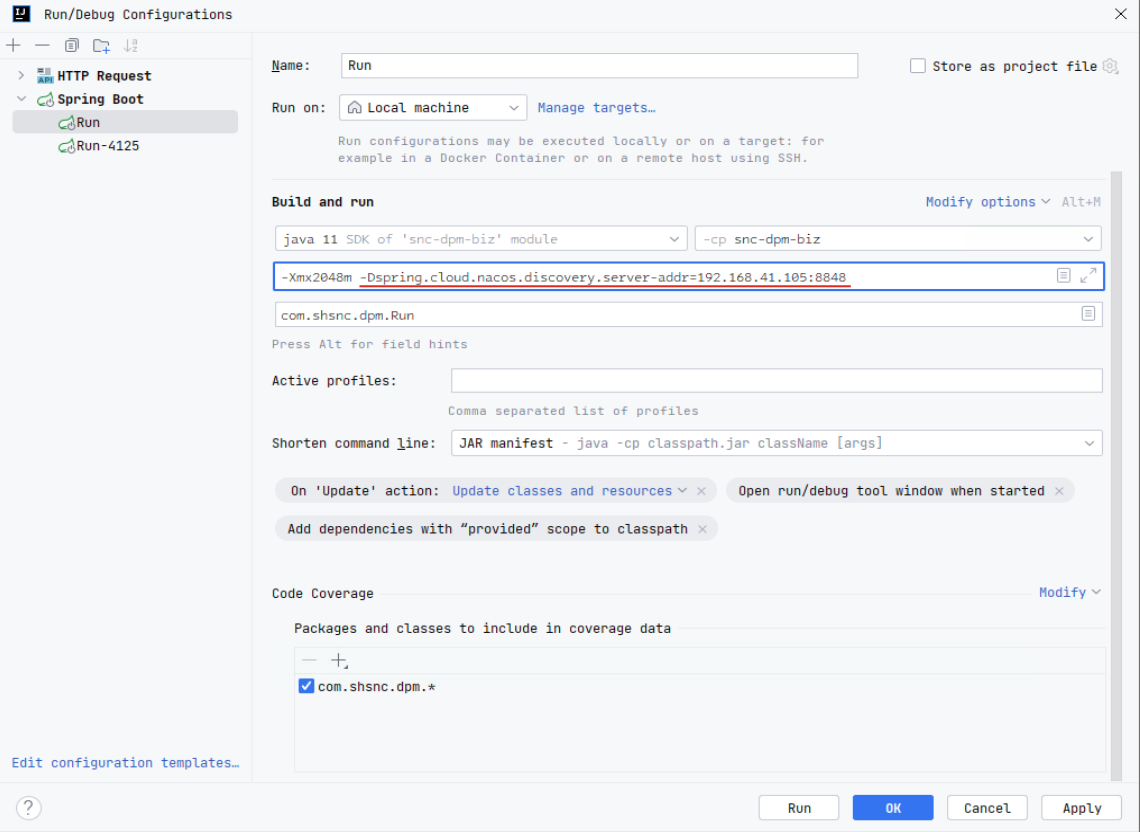 Run/Debug Configurations
HTTP Request
Spring Boot
Run
Run-4125
Edit configuration templates…
Name: Run Store as project file
Run on: Local machine Manage targets…
Run configurations may be executed locally or on a target: for
example in a Docker Container or on a remote host using SSH.
Build and run Modify options Alt+M
java 11 SDK of 'snc-dpm-biz' module -cp snc-dpm-biz
-Xmx2048m -Dspring.cloud.nacos.discovery.server-addr=192.168.41.105:8848
com.shsnc.dpm.Run
Press Alt for field hints
Active profiles:
Comma separated list of profiles
Shorten command line: JAR manifest - java -cp classpath.jar className [args]
On 'Update' action: Update classes and resources Open run/debug tool window when started
Add dependencies with “provided” scope to classpath
Code Coverage Modify
Packages and classes to include in coverage data
com.shsnc.dpm.*
? Run OK Cancel Apply